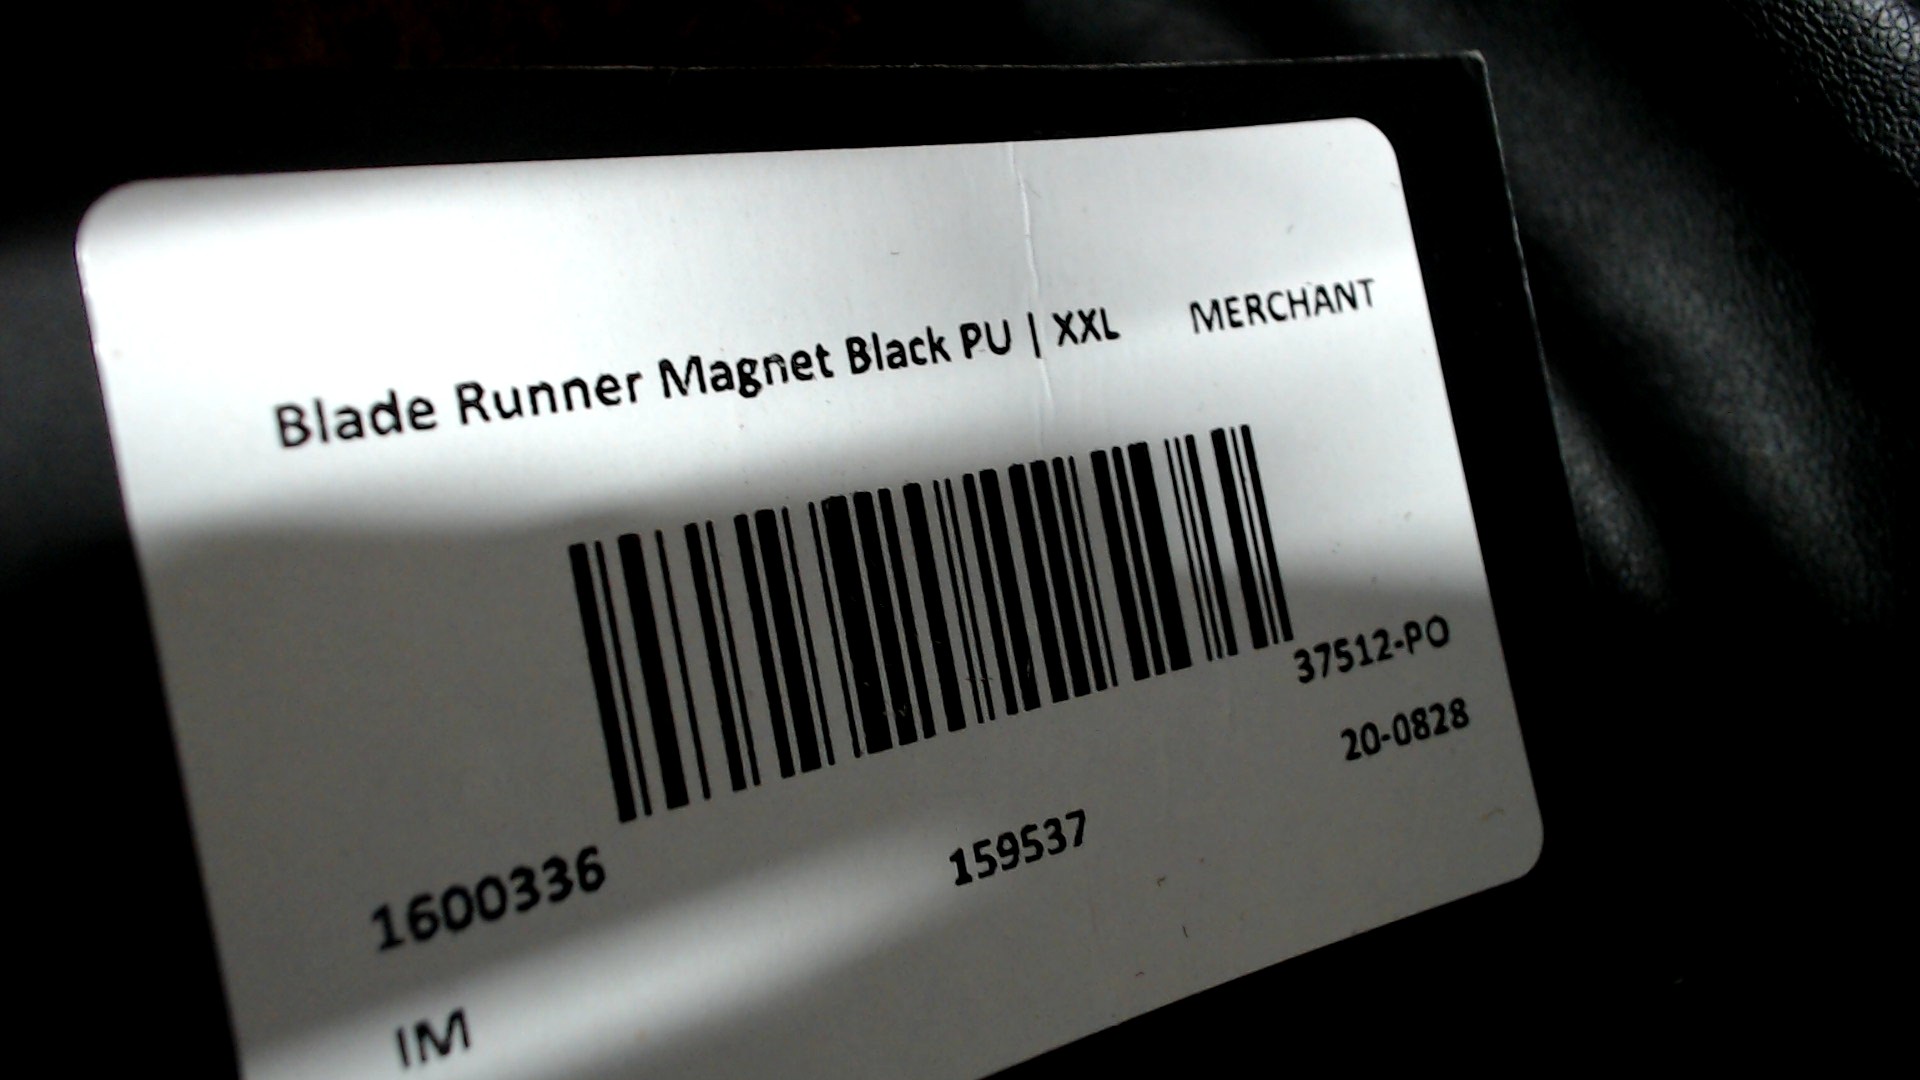 Blade Runner Magnet Black PU | XXL MERCHANT
37512-PO
20-0828
1600336 159537
IM